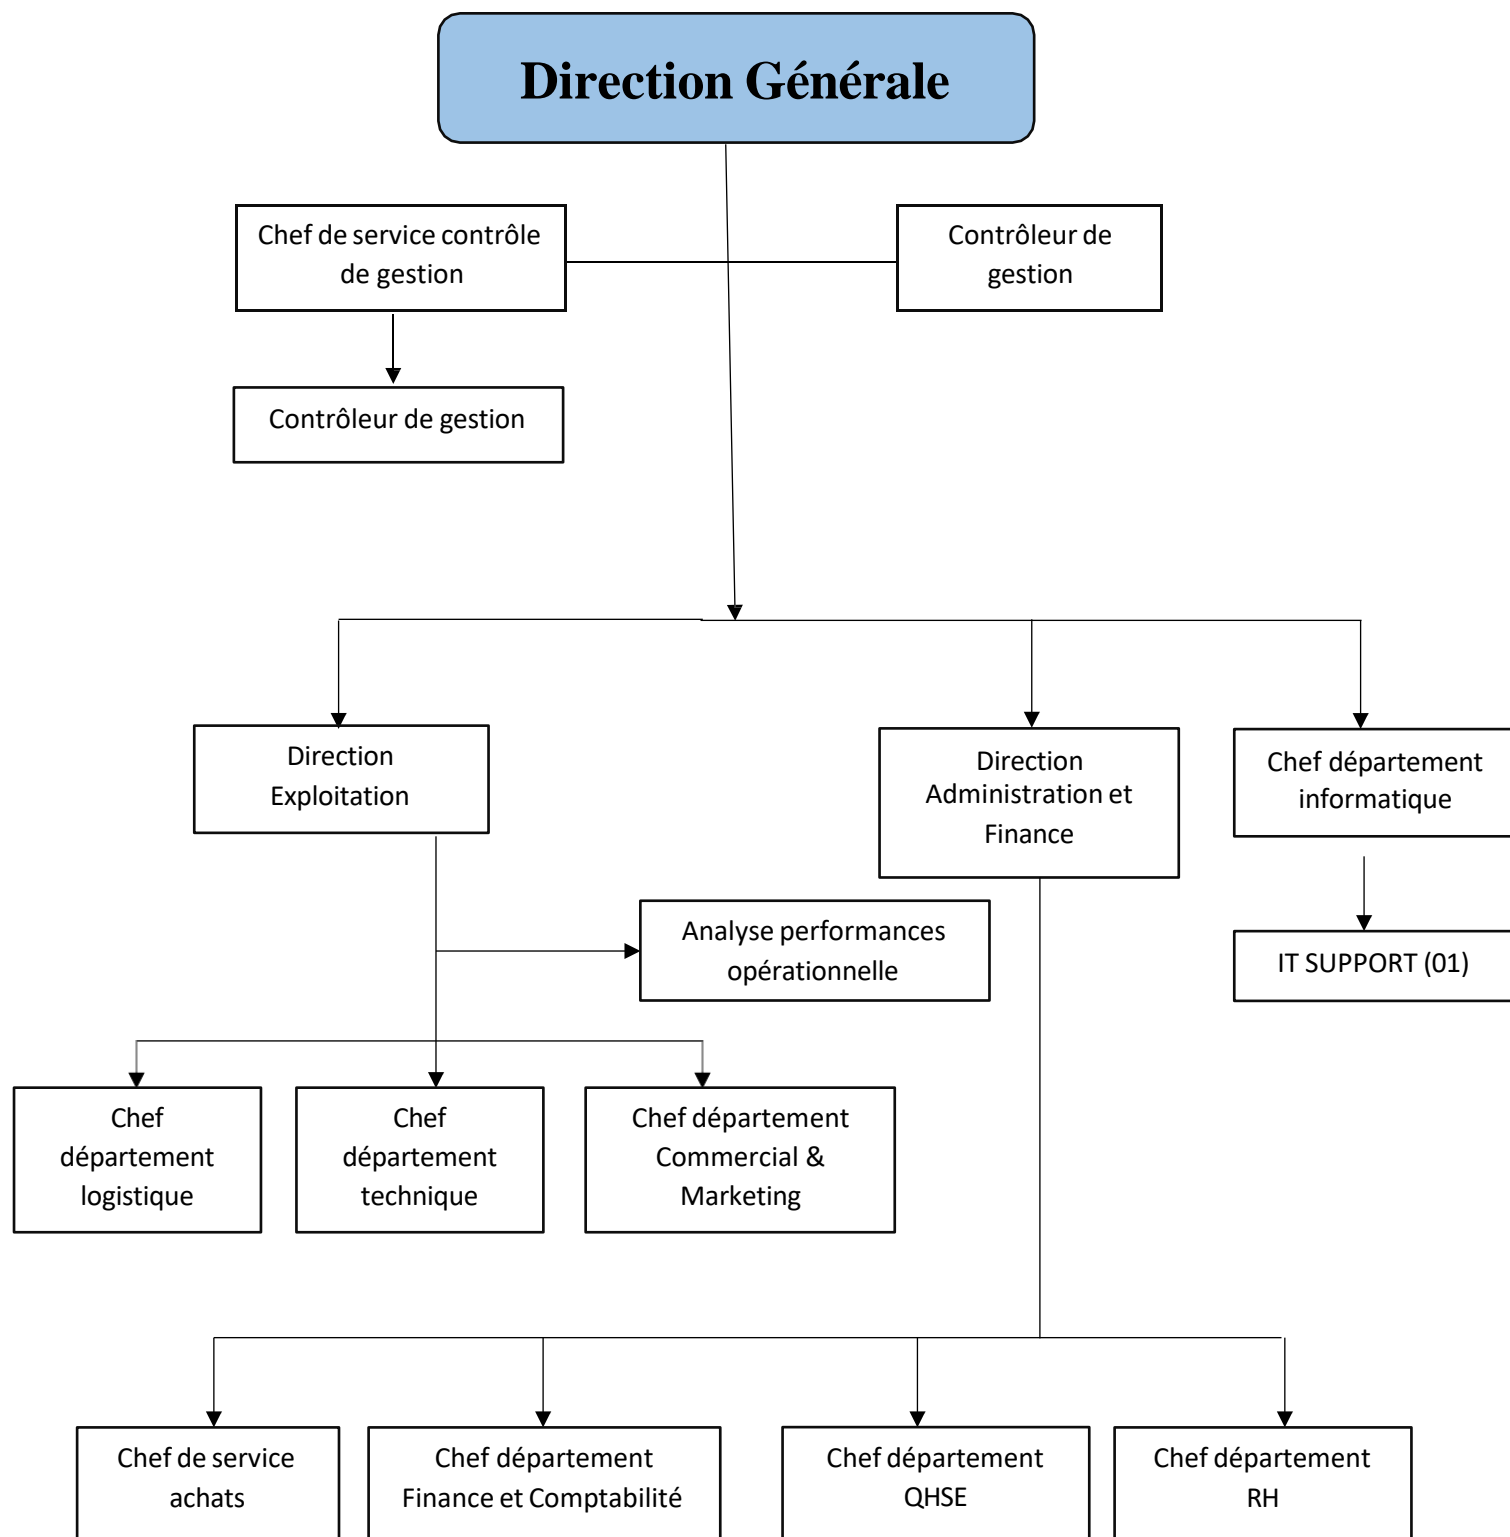 Direction Générale
Chef de service contrôle
de gestion
Contrôleur de
gestion
Contrôleur de gestion
Direction
Exploitation
Direction
Administration et
Finance
Chef département
informatique
Analyse performances
opérationnelle
IT SUPPORT (01)
Chef
département
logistique
Chef
département
technique
Chef département
Commercial &
Marketing
Chef de service
achats
Chef département
Finance et Comptabilité
Chef département
QHSE
Chef département
RH